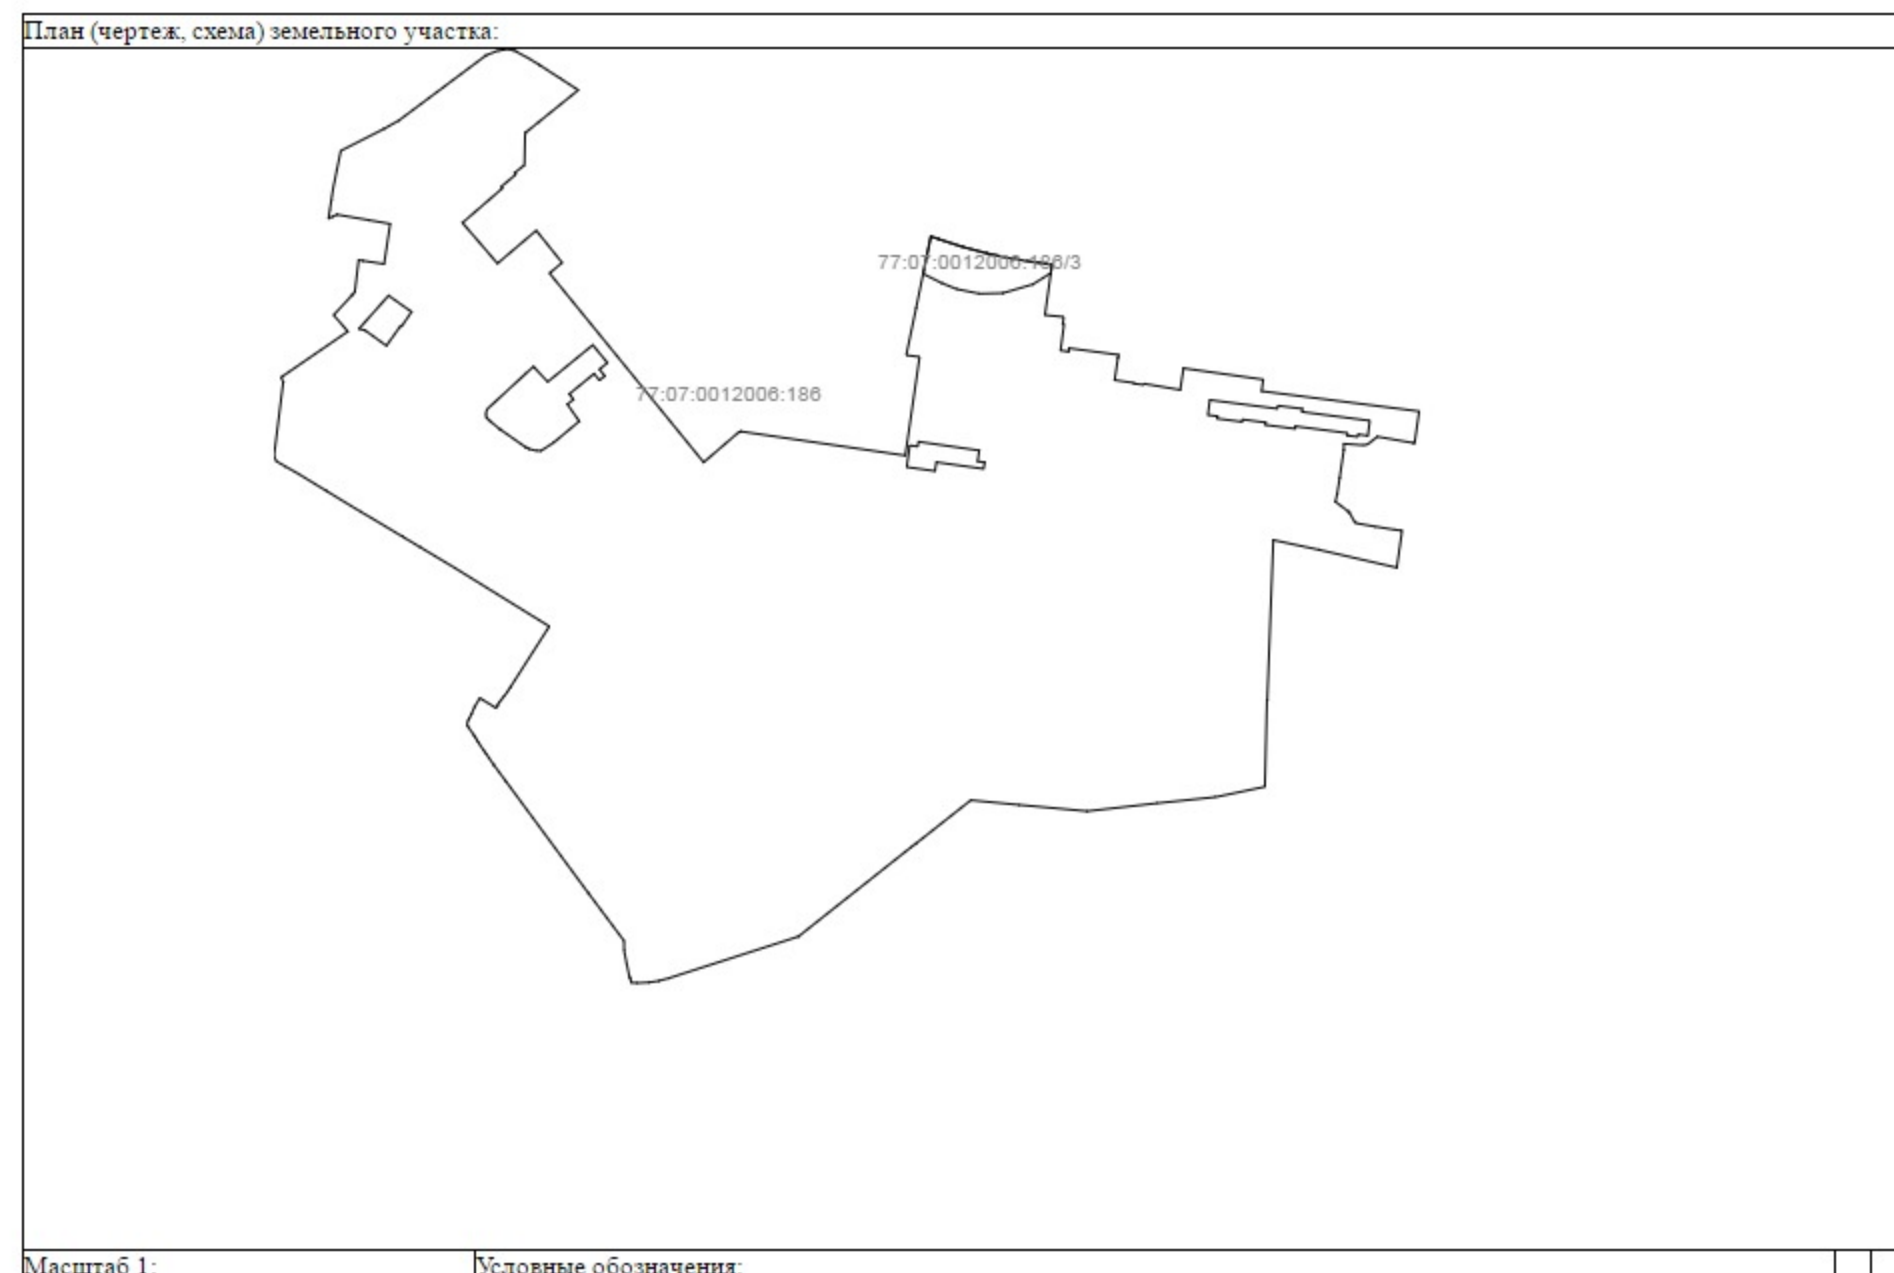 План (чертеж, схема) земельного участка:
77:07:0012006:186/3
77:07:0012006:186
Масштаб 1:
Условные обозначения: